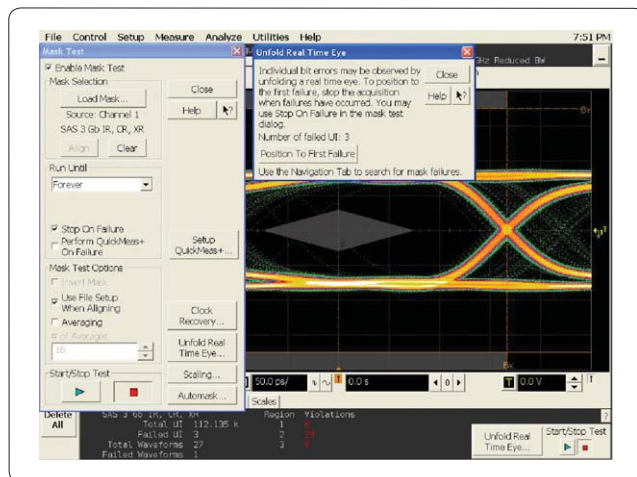 File Control Setup Measure Analyze Utilities Help 7:51 PM
Mask Test
Enable Mask Test
Mask Selection
Load Mask...
Source: Channel 1
SAS 3 Gb IR, CR, XR
Align Clear
Close
Help
Run Until
Forever
Stop On Failure
Perform QuickMeas+
On Failure
Setup
QuickMeas+...
Mask Test Options
Insert Mask
Use File Setup
When Aligning
Averaging
# of Averages
16
Clock
Recovery...
Unfold Real
Time Eye...
Scaling...
Automask...
Start/Stop Test
Unfold Real Time Eye
Individual bit errors may be observed by
unfolding a real time eye. To position to
the first failure, stop the acquisition
when failures have occurred. You may
use Stop On Failure in the mask test
dialog.
Number of failed UI: 3
Position To First Failure
Use the Navigation Tab to search for mask failures.
Close
Help
GHz Reduced BW
50.0 ps/ 0.0 s 0 T 0.0 V
Scales
Delete
All
SAS 3 Gb IR, CR, XR
Total UI 112.135 k
Failed UI 3
Total Waveforms 27
Failed Waveforms 1
Region Violations
1
2
3
Unfold Real
Time Eye...
Start/Stop Test